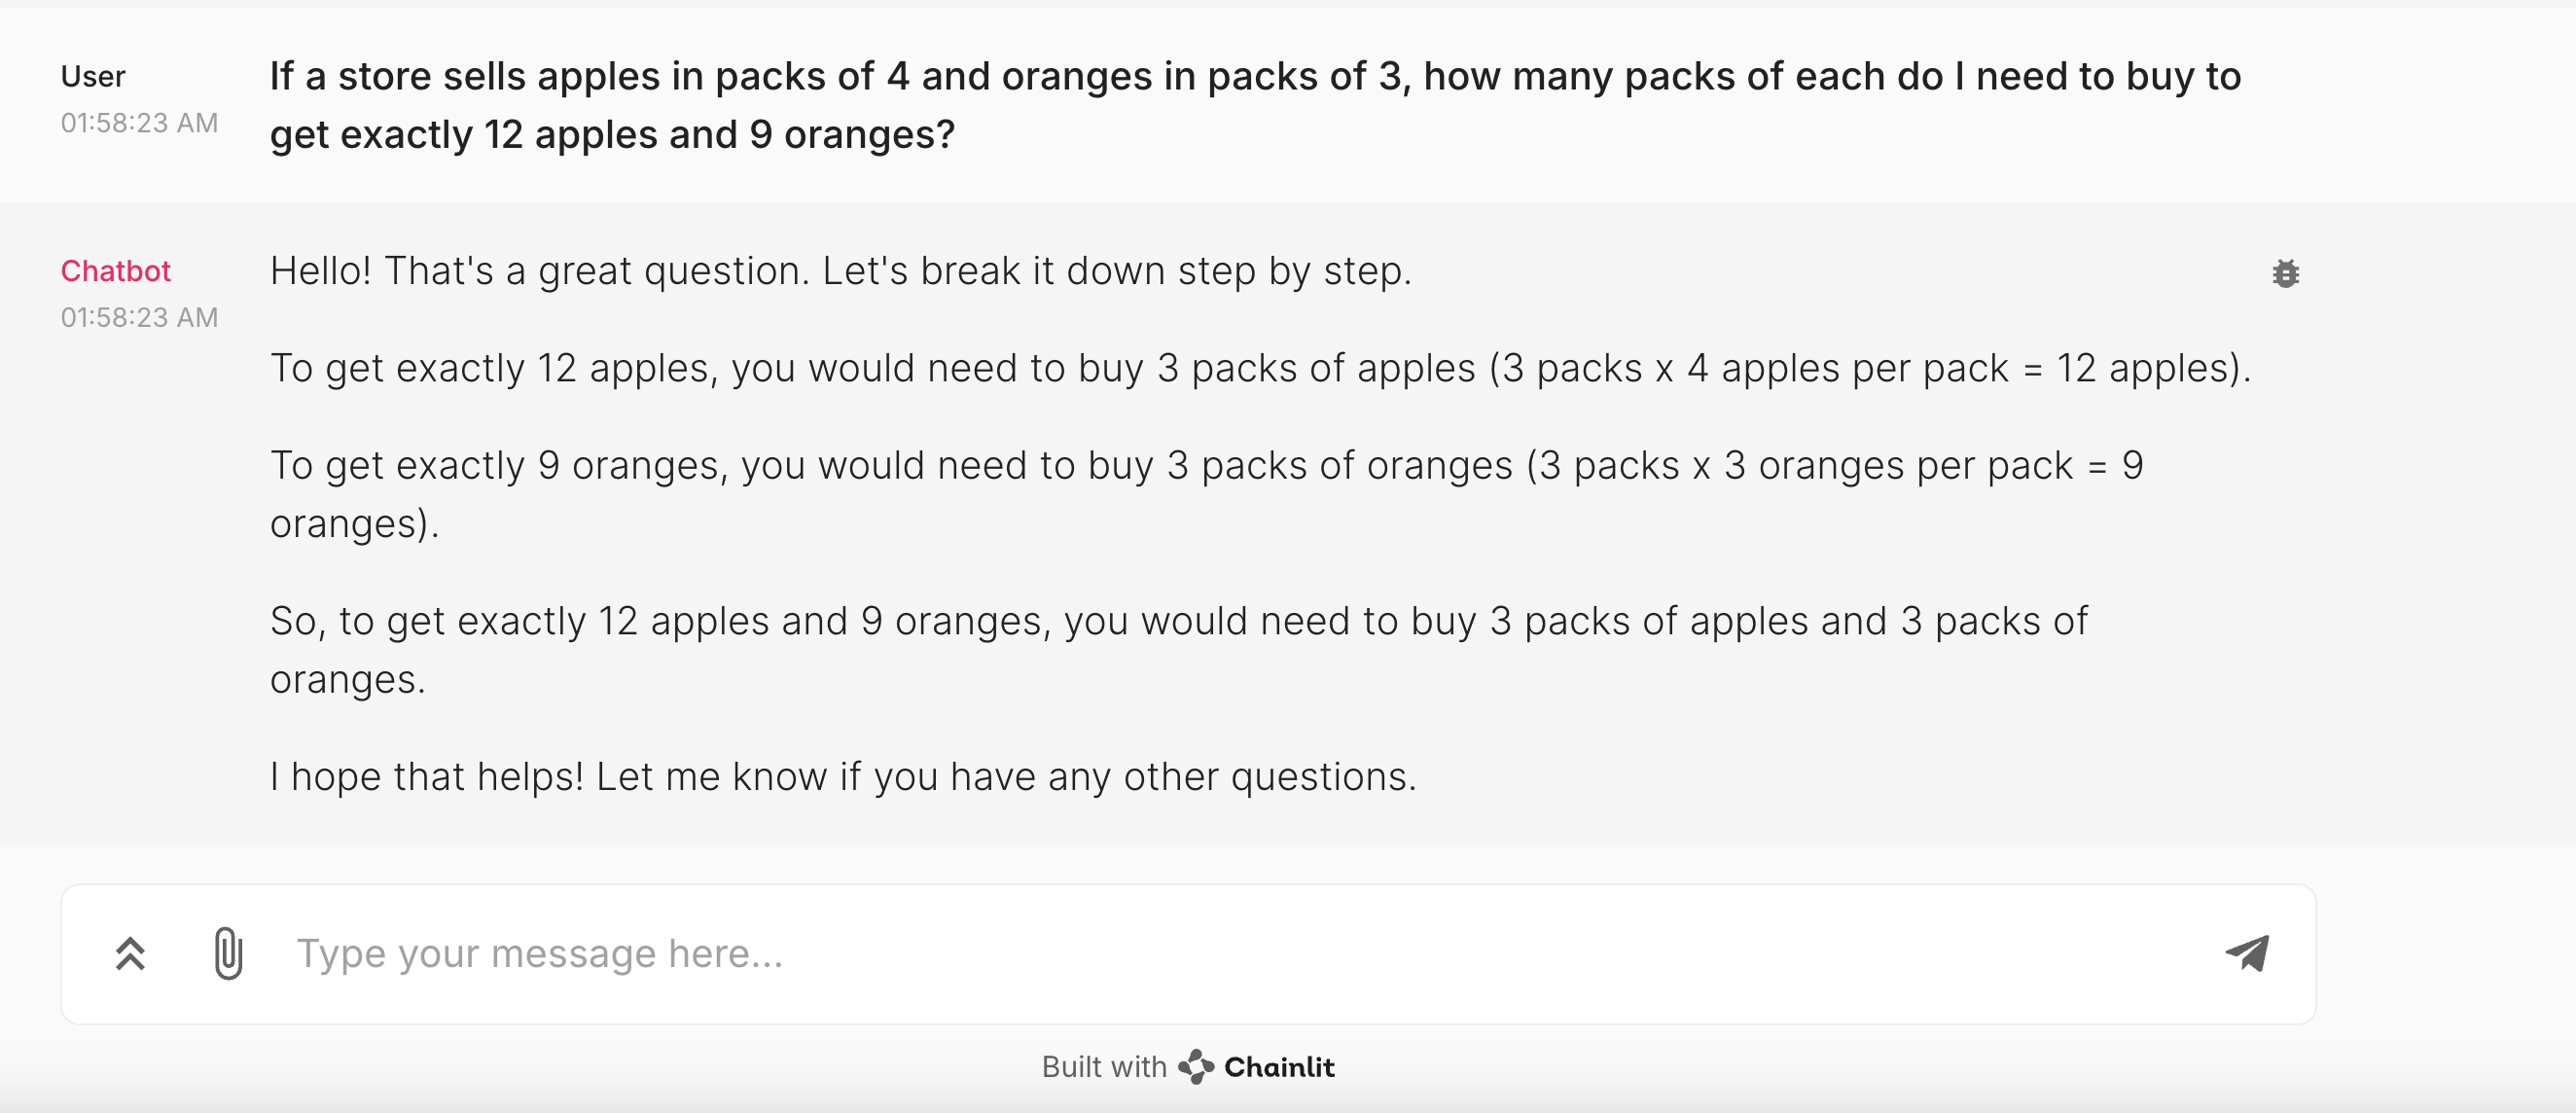 User
01:58:23 AM
If a store sells apples in packs of 4 and oranges in packs of 3, how many packs of each do I need to buy to
get exactly 12 apples and 9 oranges?
Chatbot
01:58:23 AM
Hello! That's a great question. Let's break it down step by step.
To get exactly 12 apples, you would need to buy 3 packs of apples (3 packs x 4 apples per pack = 12 apples).
To get exactly 9 oranges, you would need to buy 3 packs of oranges (3 packs x 3 oranges per pack = 9
oranges).
So, to get exactly 12 apples and 9 oranges, you would need to buy 3 packs of apples and 3 packs of
oranges.
I hope that helps! Let me know if you have any other questions.
Type your message here...
Built with Chainlit